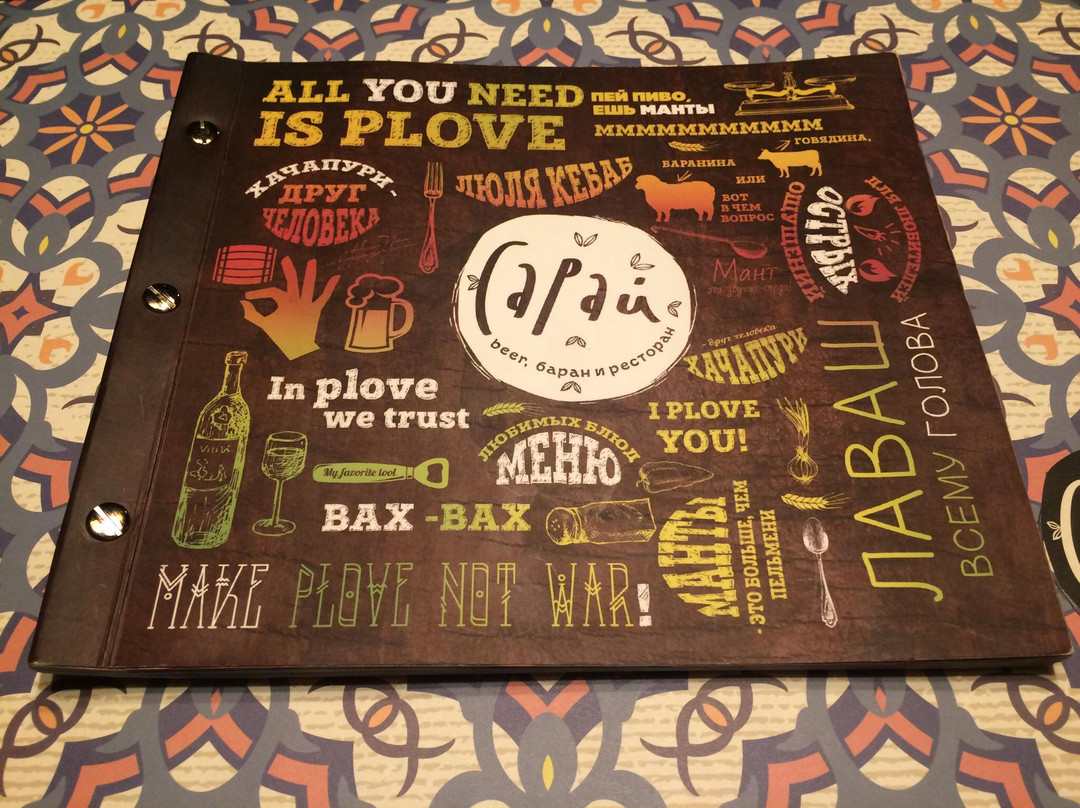 ALL YOU NEED
IS PLOVE
ПЕЙ ПИВО,
ЕШЬ МАНТЫ
МММММММММММ
ГОВЯДИНА,
БАРАНИНА
ИЛИ
ВОТ
В ЧЕМ
ВОПРОС
ХАЧАПУРИ-
ДРУГ
ЧЕЛОВЕКА
ЛЮЛЯ КЕБАБ
ДЛЯ ЛЮБИТЕЛЕЙ
ОСТРЫХ
ОЩУЩЕНИЙ
Мант
Сарай
beer, баран и ресторан
- друг человека
ХАЧАПУРИ
In plove
we trust
My favorite tool
ВАХ -ВАХ
ЛЮБИМЫХ БЛЮД
МЕНЮ
I PLOVE
YOU!
МАНТЫ
- ЭТО БОЛЬШЕ, ЧЕМ
ПЕЛЬМЕНИ
ЛАВАШ
ВСЕМУ ГОЛОВА
MAKE PLOVE NOT WAR!